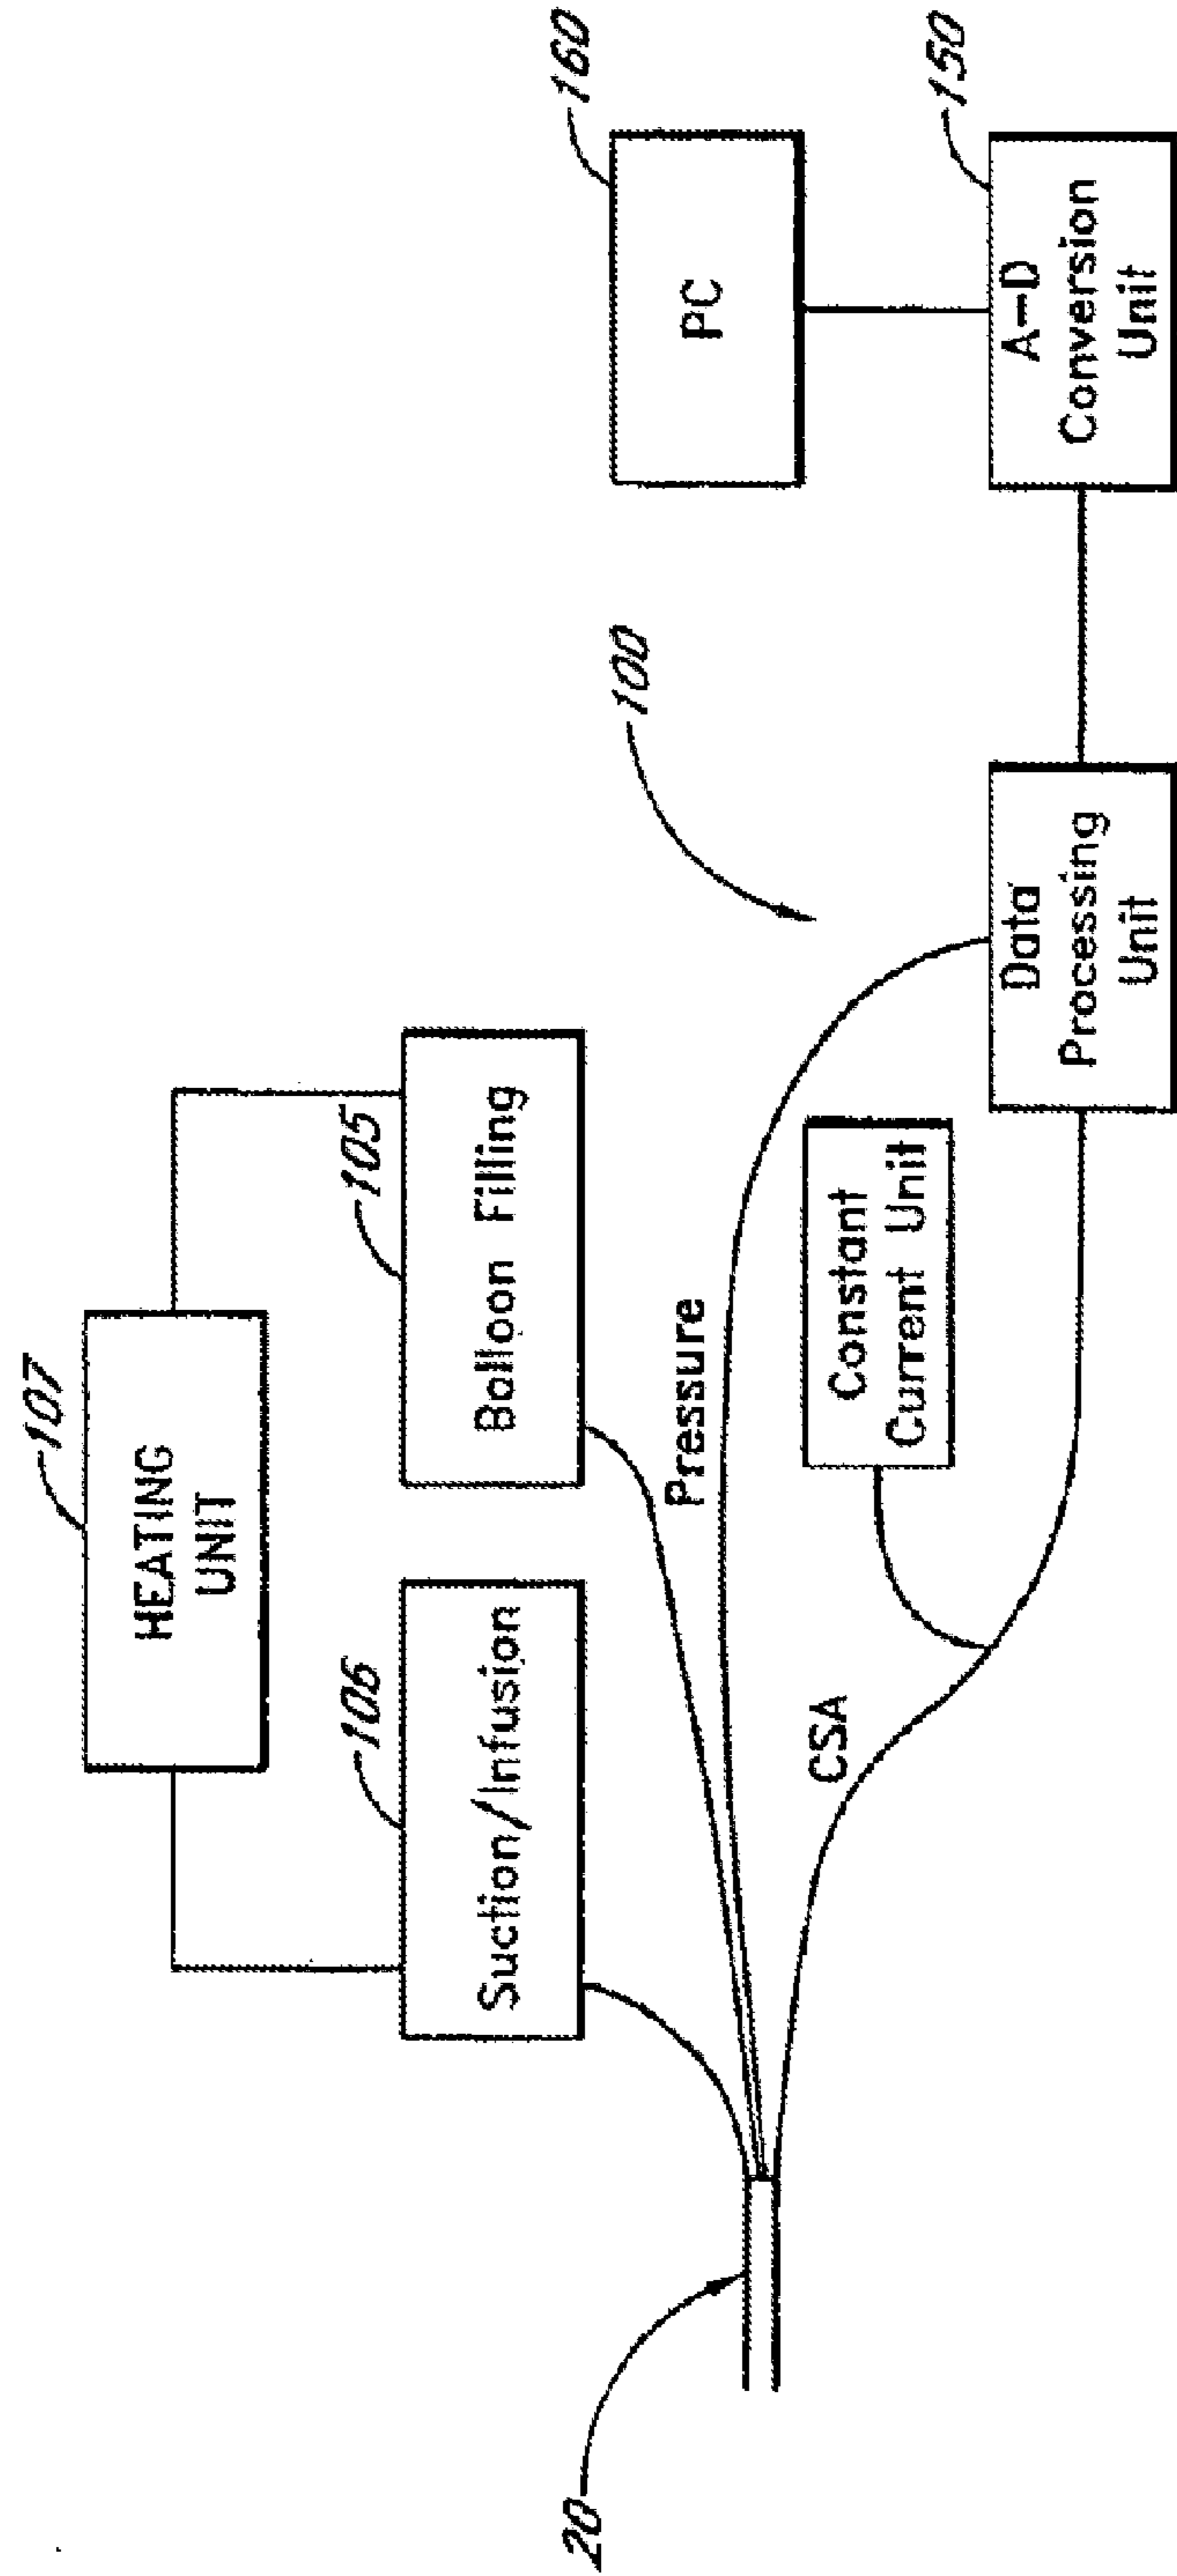 107
HEATING
UNIT
106
Suction/Infusion
105
Balloon Filling
160
PC
100
Pressure
20
CSA
Constant
Current Unit
Data
Processing
Unit
150
A-D
Conversion
Unit